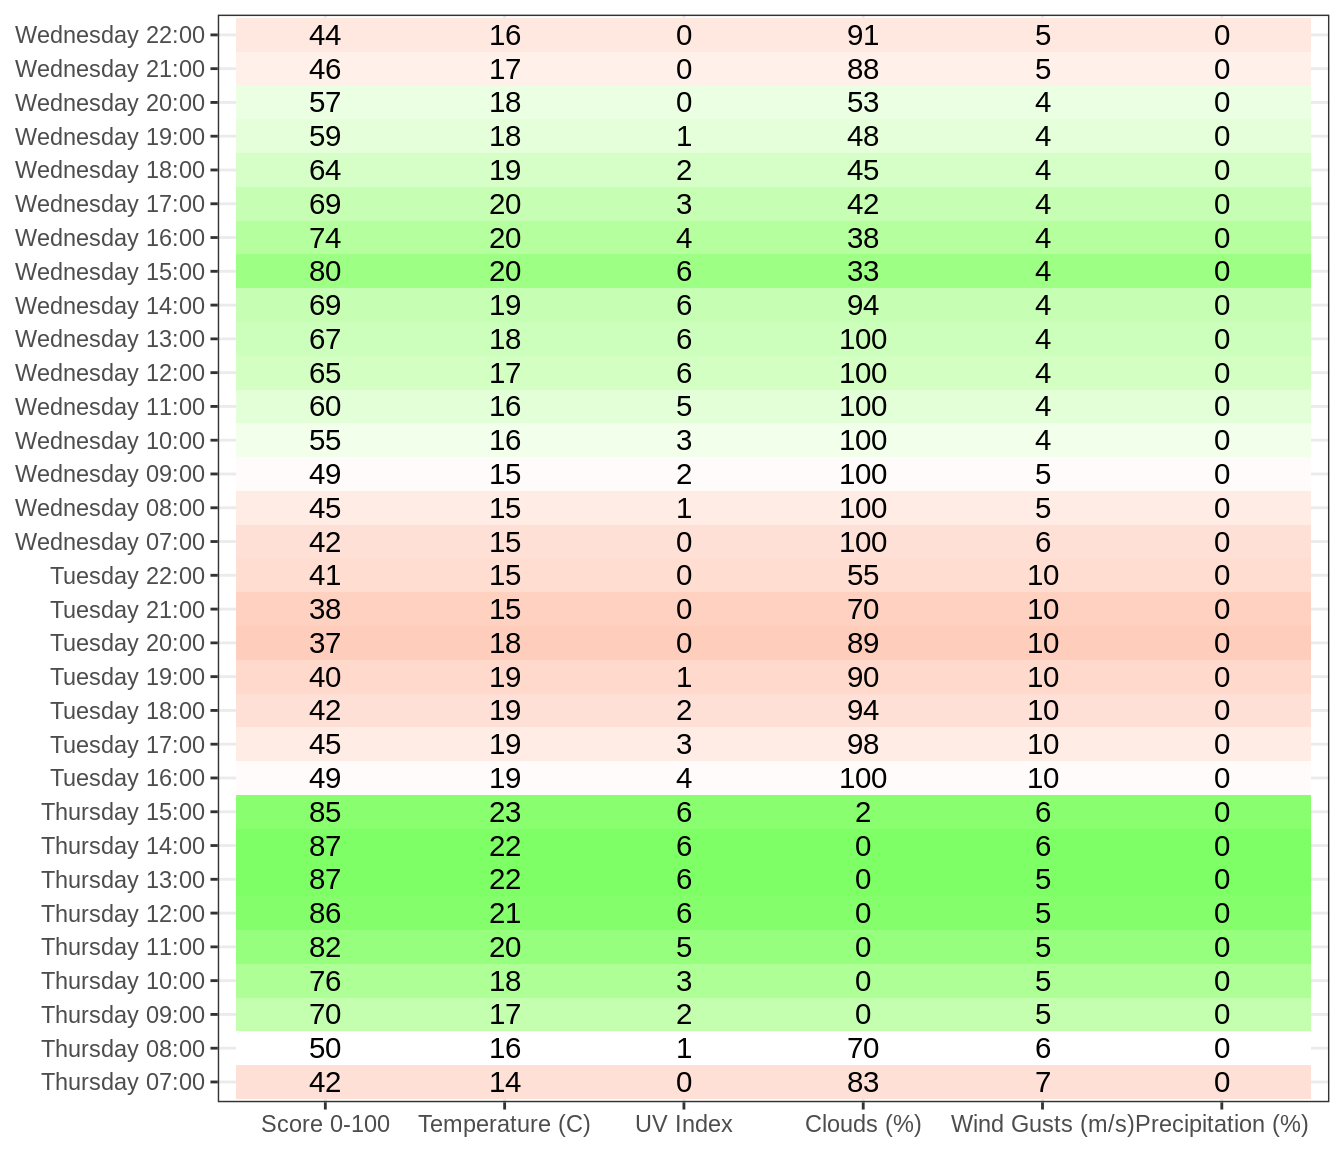 Wednesday 22:00 44 16 0 91 5 0
Wednesday 21:00 46 17 0 88 5 0
Wednesday 20:00 57 18 0 53 4 0
Wednesday 19:00 59 18 1 48 4 0
Wednesday 18:00 64 19 2 45 4 0
Wednesday 17:00 69 20 3 42 4 0
Wednesday 16:00 74 20 4 38 4 0
Wednesday 15:00 80 20 6 33 4 0
Wednesday 14:00 69 19 6 94 4 0
Wednesday 13:00 67 18 6 100 4 0
Wednesday 12:00 65 17 6 100 4 0
Wednesday 11:00 60 16 5 100 4 0
Wednesday 10:00 55 16 3 100 4 0
Wednesday 09:00 49 15 2 100 5 0
Wednesday 08:00 45 15 1 100 5 0
Wednesday 07:00 42 15 0 100 6 0
Tuesday 22:00 41 15 0 55 10 0
Tuesday 21:00 38 15 0 70 10 0
Tuesday 20:00 37 18 0 89 10 0
Tuesday 19:00 40 19 1 90 10 0
Tuesday 18:00 42 19 2 94 10 0
Tuesday 17:00 45 19 3 98 10 0
Tuesday 16:00 49 19 4 100 10 0
Thursday 15:00 85 23 6 2 6 0
Thursday 14:00 87 22 6 0 6 0
Thursday 13:00 87 22 6 0 5 0
Thursday 12:00 86 21 6 0 5 0
Thursday 11:00 82 20 5 0 5 0
Thursday 10:00 76 18 3 0 5 0
Thursday 09:00 70 17 2 0 5 0
Thursday 08:00 50 16 1 70 6 0
Thursday 07:00 42 14 0 83 7 0
Score 0-100 Temperature (C) UV Index Clouds (%) Wind Gusts (m/s) Precipitation (%)